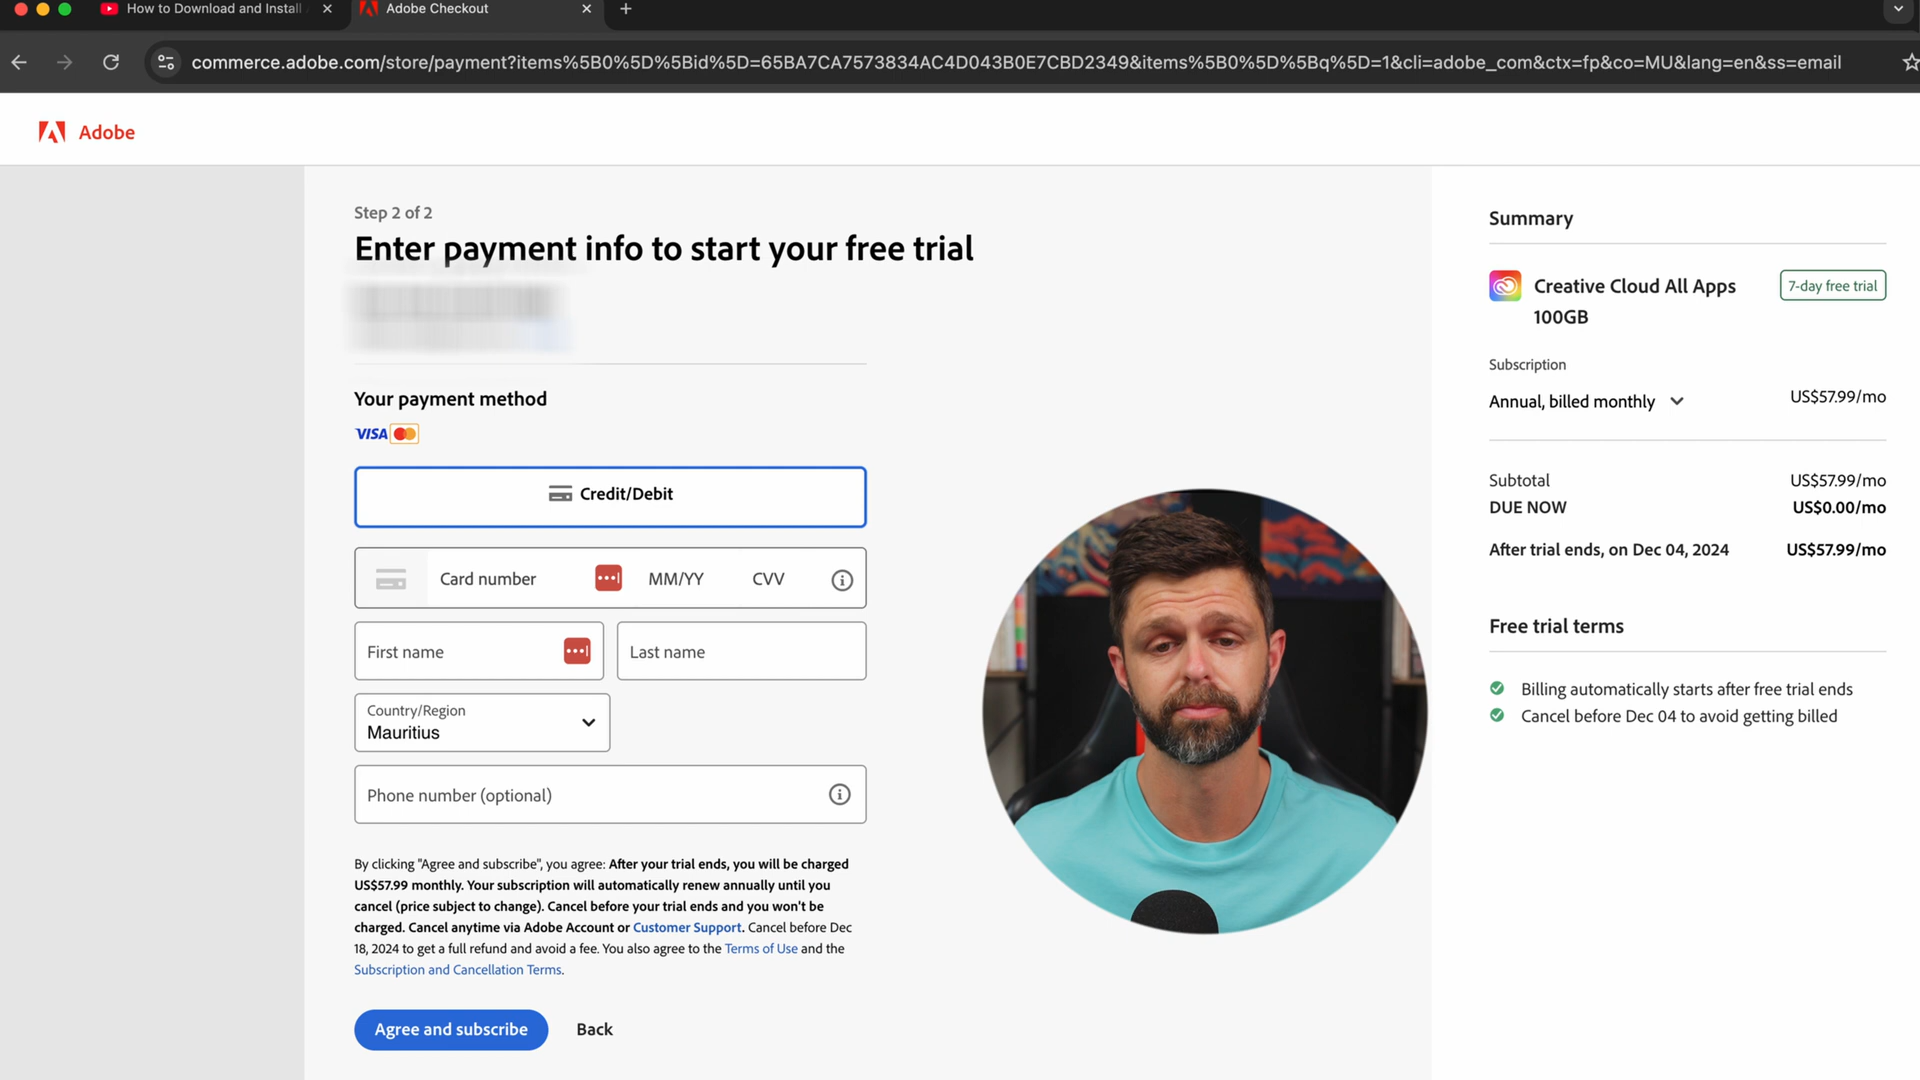 How to Download and Install
Adobe Checkout
commerce.adobe.com/store/payment?items%5B0%5D%5Bid%5D=65BA7CA7573834AC4D043B0E7CBD2349&items%5B0%5D%5Bq%5D=1&cli=adobe_com&ctx=fp&co=MU&lang=en&ss=email
Adobe
Step 2 of 2
Enter payment info to start your free trial
Your payment method
VISA
Credit/Debit
Card number MM/YY CVV
First name Last name
Country/Region
Mauritius
Phone number (optional)
By clicking "Agree and subscribe", you agree: After your trial ends, you will be charged
US$57.99 monthly. Your subscription will automatically renew annually until you
cancel (price subject to change). Cancel before your trial ends and you won't be
charged. Cancel anytime via Adobe Account or Customer Support. Cancel before Dec
18, 2024 to get a full refund and avoid a fee. You also agree to the Terms of Use and the
Subscription and Cancellation Terms.
Agree and subscribe Back
Summary
Creative Cloud All Apps 7-day free trial
100GB
Subscription
Annual, billed monthly US$57.99/mo
Subtotal US$57.99/mo
DUE NOW US$0.00/mo
After trial ends, on Dec 04, 2024 US$57.99/mo
Free trial terms
Billing automatically starts after free trial ends
Cancel before Dec 04 to avoid getting billed